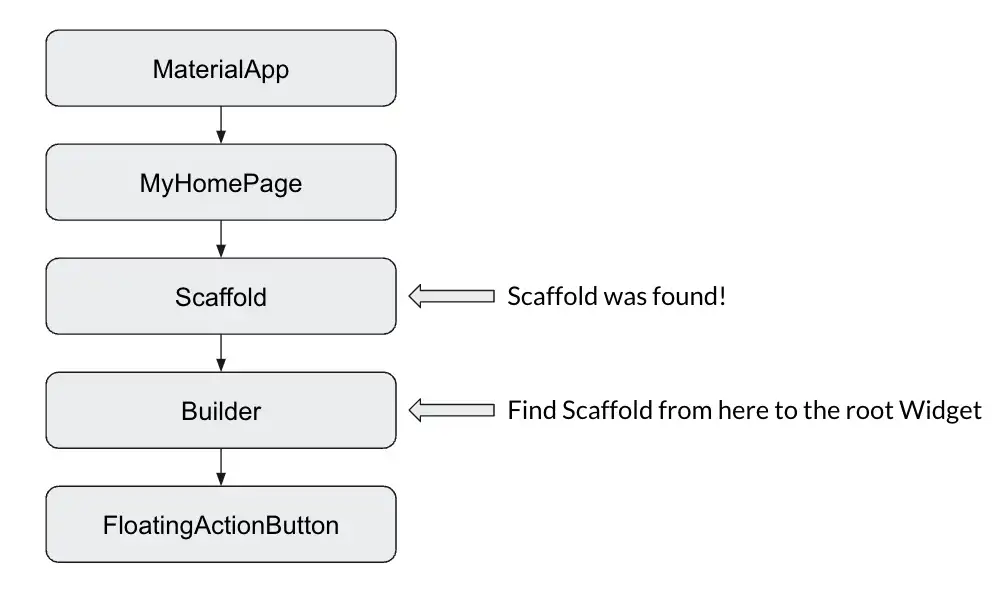 MaterialApp
MyHomePage
Scaffold
Scaffold was found!
Builder
Find Scaffold from here to the root Widget
FloatingActionButton